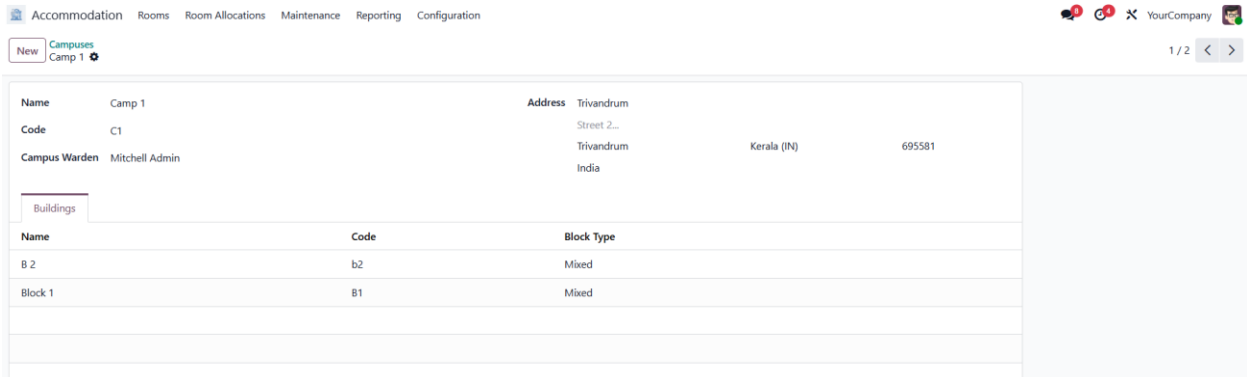 Accommodation Rooms Room Allocations Maintenance Reporting Configuration 8 4 YourCompany
New Campuses
Camp 1
1 / 2
Name Camp 1 Address Trivandrum
Street 2...
Code C1
Trivandrum Kerala (IN) 695581
Campus Warden Mitchell Admin
India
Buildings
Name Code Block Type
B 2 b2 Mixed
Block 1 B1 Mixed